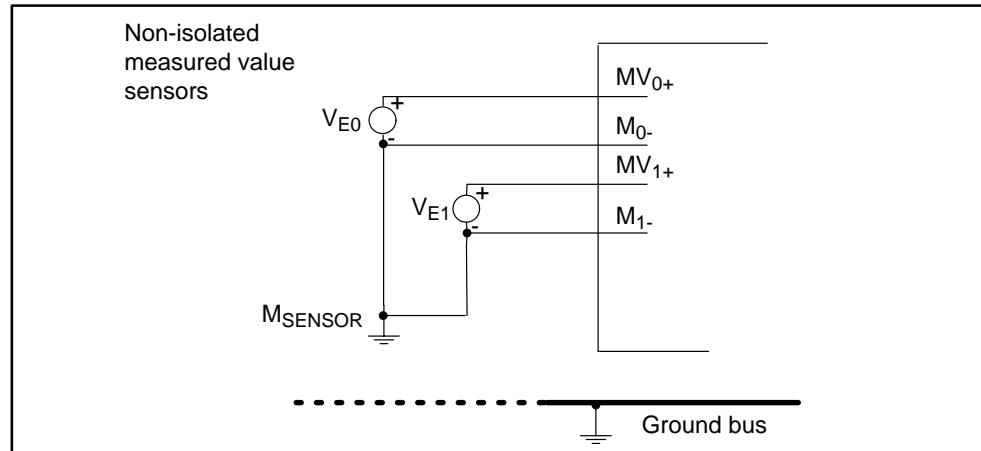 Non-isolated
measured value
sensors
MV0+
+
VE0
-
M0-
MV1+
+
VE1
-
M1-
MSENSOR
Ground bus